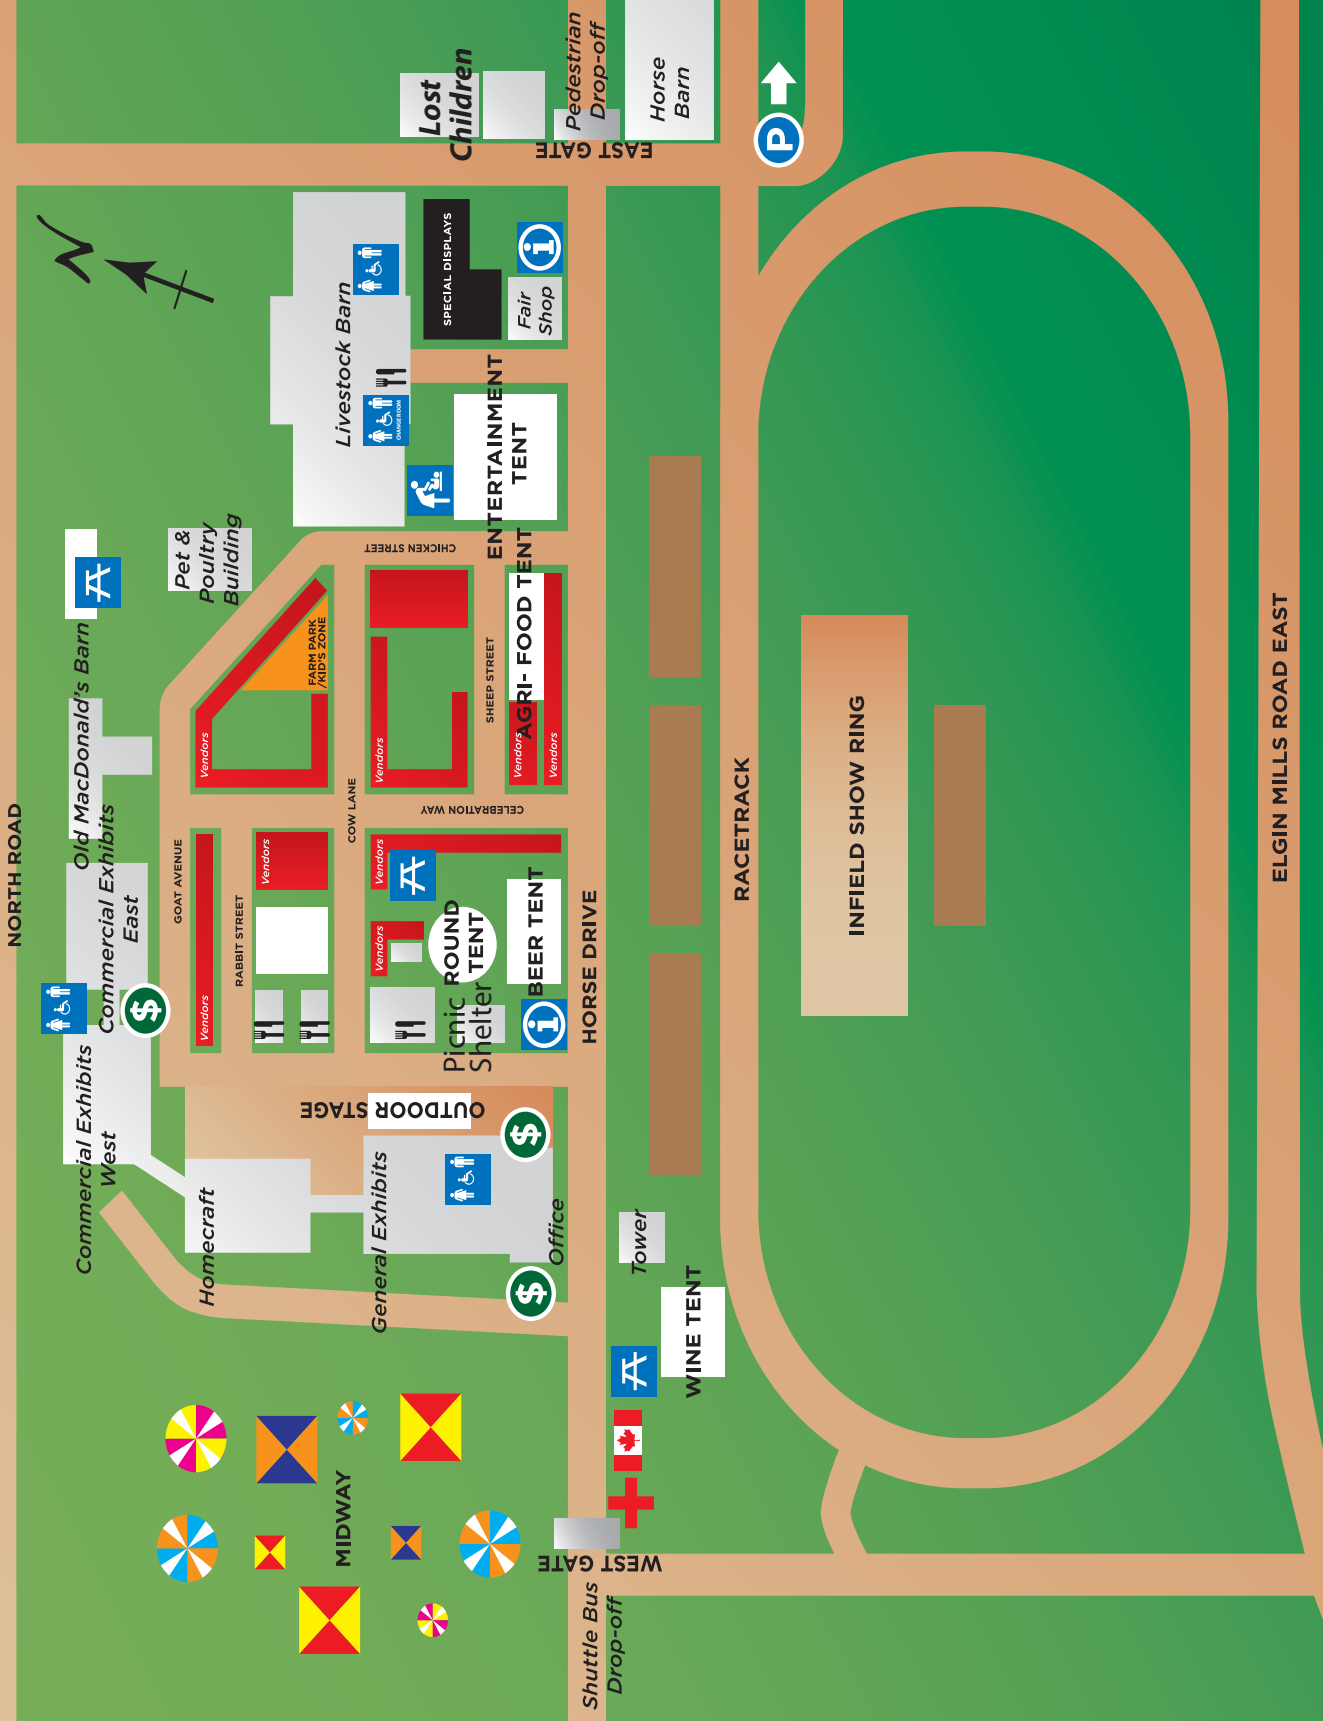 NORTH ROAD
Commercial Exhibits
West
Commercial Exhibits
East
Old MacDonald's Barn
Pet &
Poultry
Building
N
$
GOAT AVENUE
Vendors
Vendors
FARM PARK
/KID'S ZONE
Homecraft
RABBIT STREET
Vendors
Livestock Barn
CHANGE ROOM
MIDWAY
OUTDOOR STAGE
COW LANE
CHICKEN STREET
General Exhibits
Vendors
Vendors
Vendors
Lost
Children
CELEBRATION WAY
SPECIAL DISPLAYS
Picnic
Shelter
ROUND
TENT
SHEEP STREET
ENTERTAINMENT
TENT
$
$
Office
i
BEER TENT
Vendors
Vendors
AGRI- FOOD TENT
Fair
Shop
i
EAST GATE
Pedestrian
Drop-off
WEST GATE
Shuttle Bus
Drop-off
HORSE DRIVE
Tower
Horse
Barn
WINE TENT
RACETRACK
P
INFIELD SHOW RING
ELGIN MILLS ROAD EAST